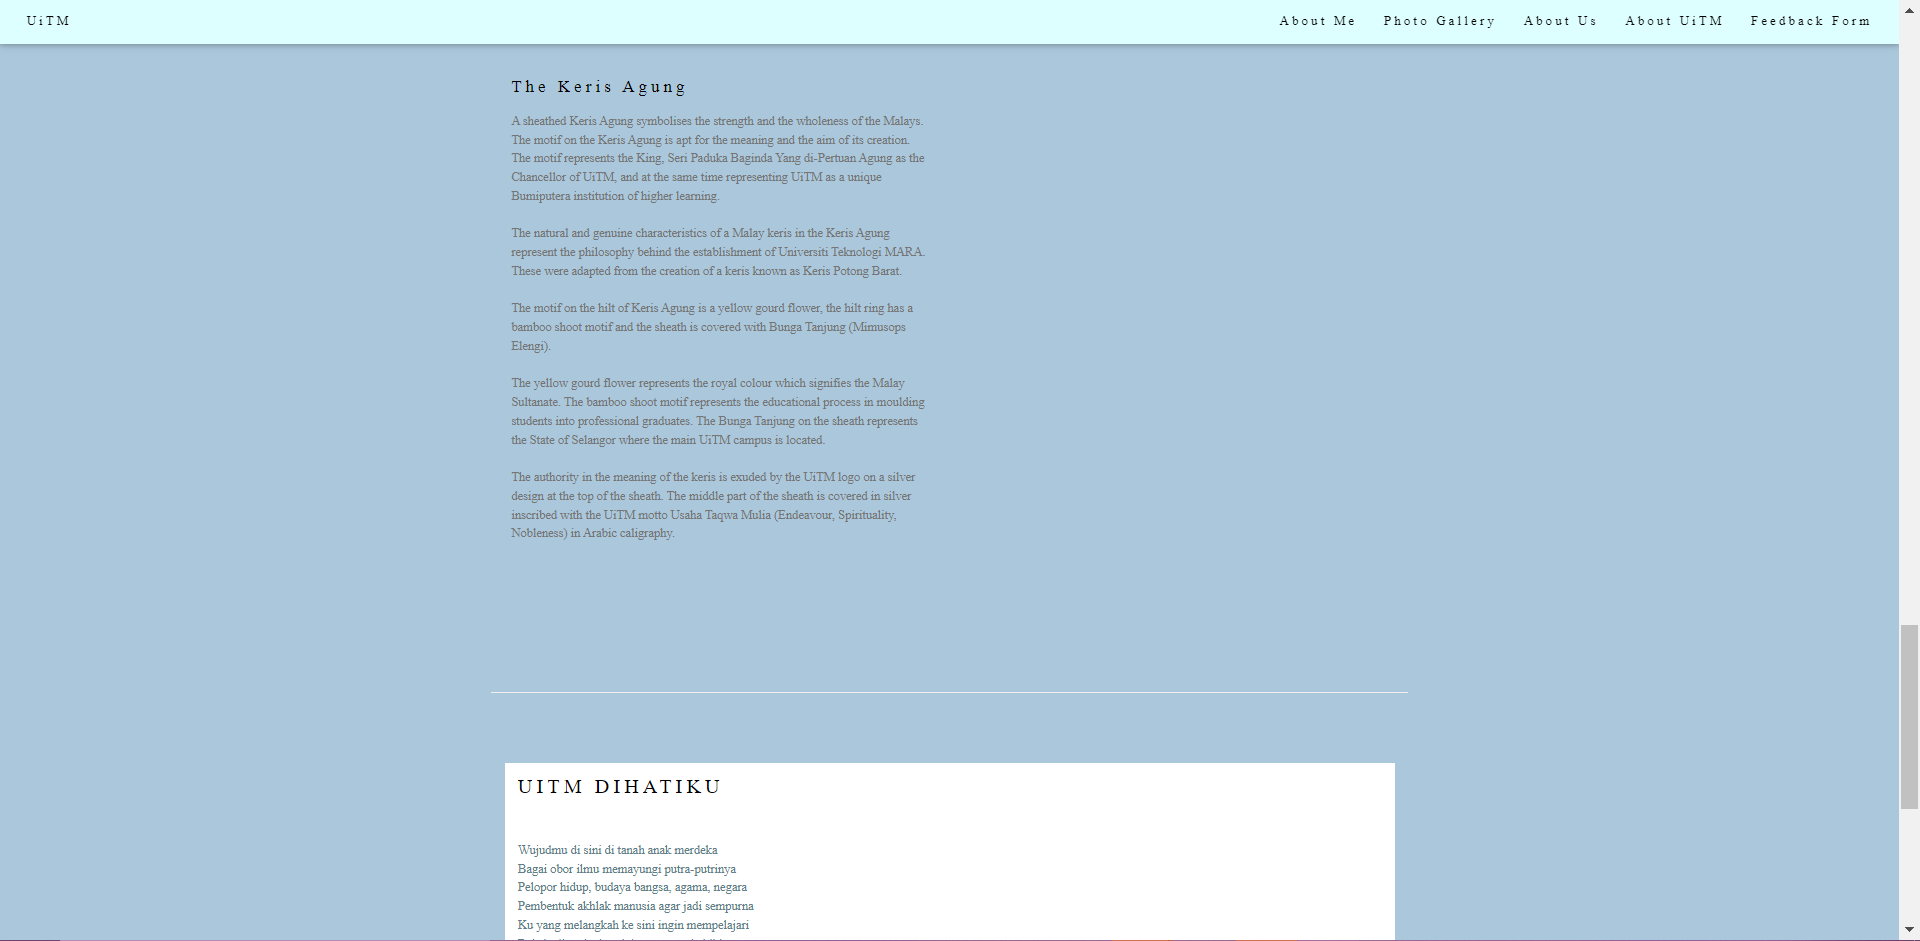 UiTM
About Me
Photo Gallery
About Us
About UiTM
Feedback Form
The Keris Agung
A sheathed Keris Agung symbolises the strength and the wholeness of the Malays.
The motif on the Keris Agung is apt for the meaning and the aim of its creation.
The motif represents the King, Seri Paduka Baginda Yang di-Pertuan Agung as the
Chancellor of UiTM, and at the same time representing UiTM as a unique
Bumiputera institution of higher learning.
The natural and genuine characteristics of a Malay keris in the Keris Agung
represent the philosophy behind the establishment of Universiti Teknologi MARA.
These were adapted from the creation of a keris known as Keris Potong Barat.
The motif on the hilt of Keris Agung is a yellow gourd flower, the hilt ring has a
bamboo shoot motif and the sheath is covered with Bunga Tanjung (Mimusops
Elengi).
The yellow gourd flower represents the royal colour which signifies the Malay
Sultanate. The bamboo shoot motif represents the educational process in moulding
students into professional graduates. The Bunga Tanjung on the sheath represents
the State of Selangor where the main UiTM campus is located.
The authority in the meaning of the keris is exuded by the UiTM logo on a silver
design at the top of the sheath. The middle part of the sheath is covered in silver
inscribed with the UiTM motto Usaha Taqwa Mulia (Endeavour, Spirituality,
Nobleness) in Arabic caligraphy.
UITM DIHATIKU
Wujudmu di sini di tanah anak merdeka
Bagai obor ilmu memayungi putra-putrinya
Pelopor hidup, budaya bangsa, agama, negara
Pembentuk akhlak manusia agar jadi sempurna
Ku yang melangkah ke sini ingin mempelajari